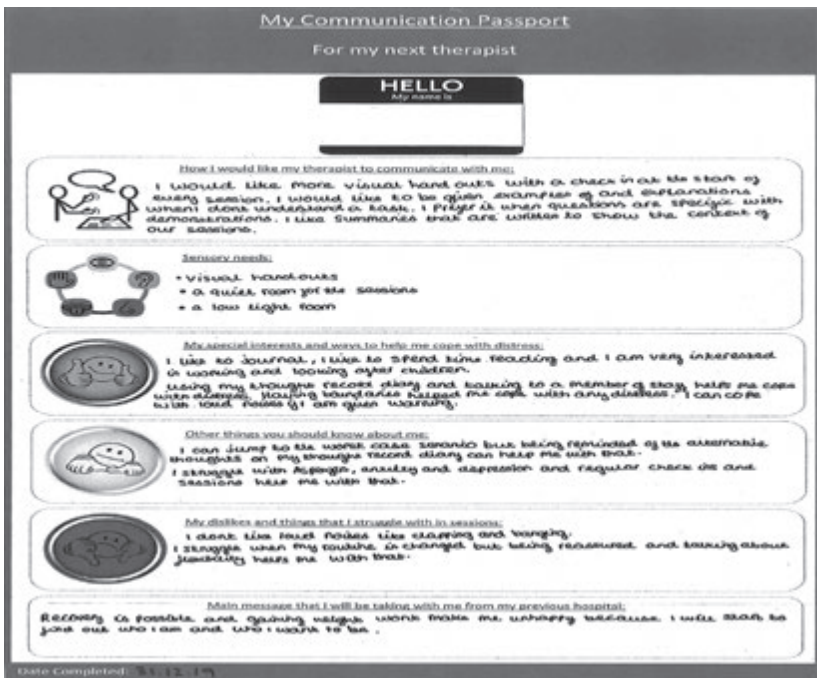 My Communication Passport
For my next therapist
HELLO
My name is
How I would like my therapist to communicate with me:
I would like more visual hand outs with a check in at the start of
every session. I would like to be given examples of and explanations
when I dont understand a task. I prefer it when questions are specific with
demonstrations. I like summaries that are written to show the content of
our sessions.
Sensory needs:
• visual handouts
• a quiet room for the sessions
• a low light room
My special interests and ways to help me cope with distress:
I like to journal, I like to spend time reading and I am very interested
in working and looking after children.
using my thought record diary and talking to a member of staff helps me cope
with distress. Having boundaries helped me cope with any distress. I can cope
with loud noises if I am given warning.
Other things you should know about me:
I can jump to the worst case but being reminded of the alternative
thoughts on my thought record diary can help me with that.
I struggle with anxiety and depression and regular check ins and
sessions help me with that.
My dislikes and things that I struggle with in sessions:
I dont like loud noises like clapping and banging.
I struggle when my routine is changed but being reassured and talking about
flexibility helps me with that.
Main message that I will be taking with me from my previous hospital:
Recovery is possible and gaining weight wont make me unhappy because I will start to
find out who I am and who I want to be.
Date Completed: 31.12.19